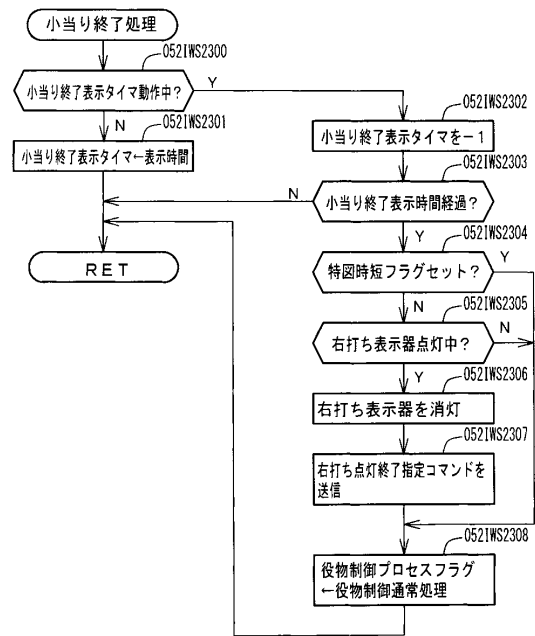 小当り終了処理
052IWS2300
小当り終了表示タイマ動作中?
Y
N
052IWS2301
小当り終了表示タイマ←表示時間
052IWS2302
小当り終了表示タイマを-1
052IWS2303
小当り終了表示時間経過?
N
Y
RET
052IWS2304
特図時短フラグセット?
Y
N
052IWS2305
右打ち表示器点灯中?
N
Y
052IWS2306
右打ち表示器を消灯
052IWS2307
右打ち点灯終了指定コマンドを
送信
052IWS2308
役物制御プロセスフラグ
←役物制御通常処理